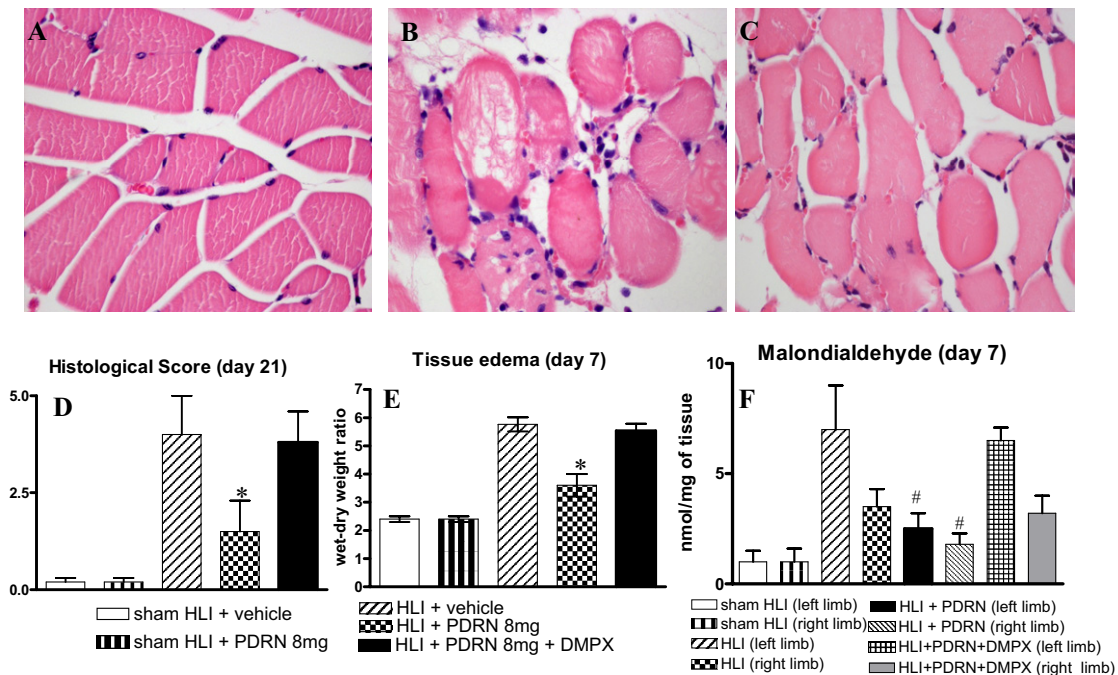 A
B
C
Histological Score (day 21)
D
5.0
2.5
0.0
sham HLI + vehicle
sham HLI + PDRN 8mg
Tissue edema (day 7)
E
wet-dry weight ratio
7
6
5
4
3
2
1
0
*
*
HLI + vehicle
HLI + PDRN 8mg
HLI + PDRN 8mg + DMPX
Malondialdehyde (day 7)
F
nmol/mg of tissue
10
5
0
#
#
sham HLI (left limb)
sham HLI (right limb)
HLI (left limb)
HLI (right limb)
HLI + PDRN (left limb)
HLI + PDRN (right limb)
HLI+PDRN+DMPX (left limb)
HLI+PDRN+DMPX (right limb)